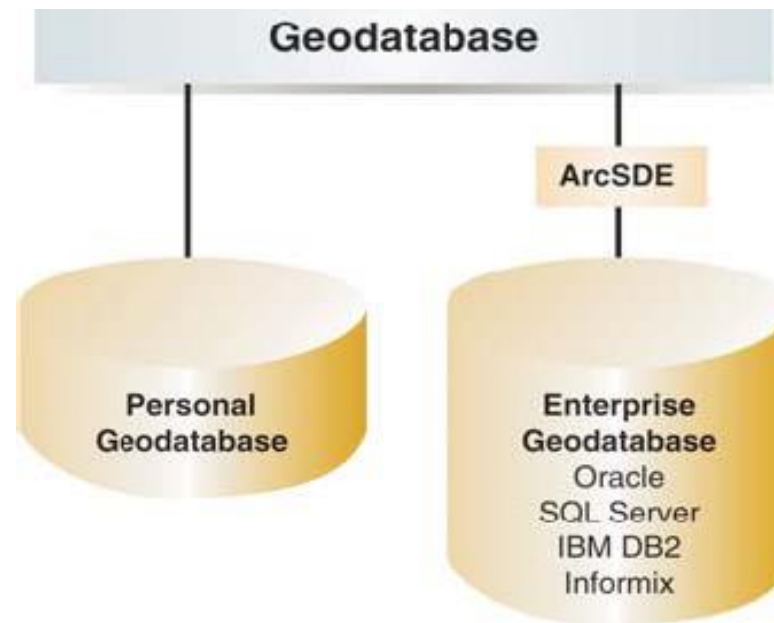 Geodatabase
ArcSDE
Personal
Geodatabase
Enterprise
Geodatabase
Oracle
SQL Server
IBM DB2
Informix